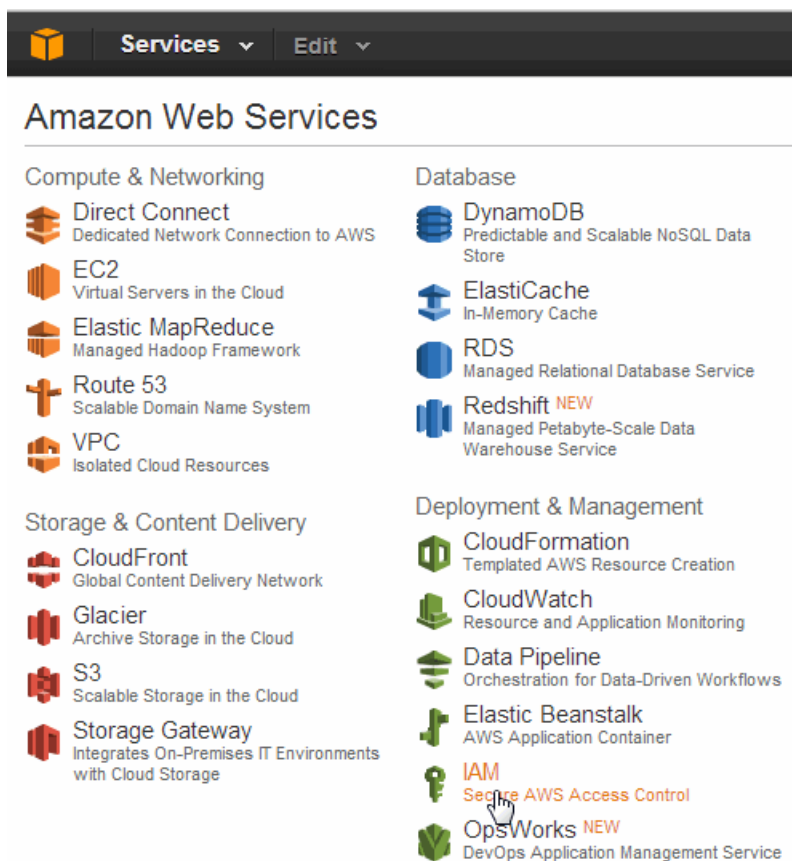 Services Edit
Amazon Web Services
Compute & Networking
Direct Connect
Dedicated Network Connection to AWS
EC2
Virtual Servers in the Cloud
Elastic MapReduce
Managed Hadoop Framework
Route 53
Scalable Domain Name System
VPC
Isolated Cloud Resources
Storage & Content Delivery
CloudFront
Global Content Delivery Network
Glacier
Archive Storage in the Cloud
S3
Scalable Storage in the Cloud
Storage Gateway
Integrates On-Premises IT Environments
with Cloud Storage
Database
DynamoDB
Predictable and Scalable NoSQL Data
Store
ElastiCache
In-Memory Cache
RDS
Managed Relational Database Service
Redshift NEW
Managed Petabyte-Scale Data
Warehouse Service
Deployment & Management
CloudFormation
Templated AWS Resource Creation
CloudWatch
Resource and Application Monitoring
Data Pipeline
Orchestration for Data-Driven Workflows
Elastic Beanstalk
AWS Application Container
IAM
Secure AWS Access Control
OpsWorks NEW
DevOps Application Management Service